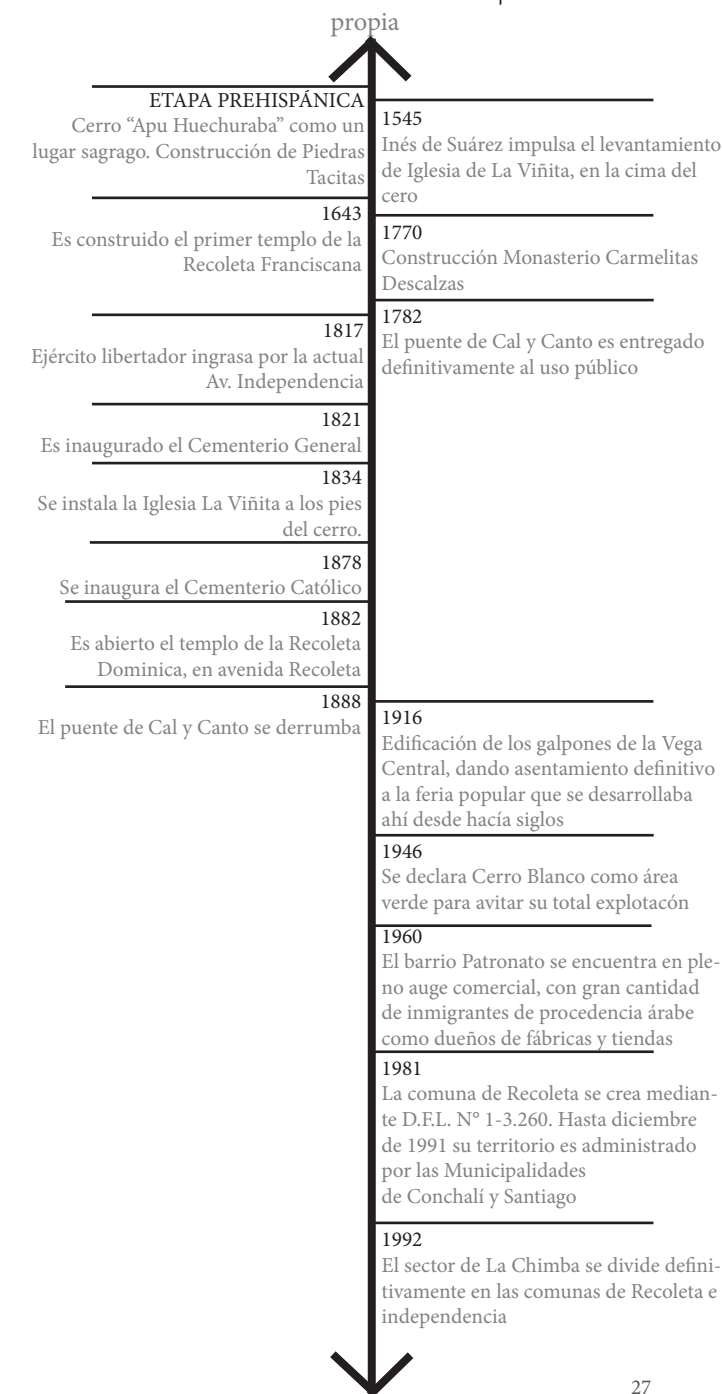 propia
ETAPA PREHISPÁNICA
Cerro “Apu Huechuraba” como un
lugar sagrago. Construcción de Piedras
Tacitas
1545
Inés de Suárez impulsa el levantamiento
de Iglesia de La Viñita, en la cima del
cero
1643
Es construido el primer templo de la
Recoleta Franciscana
1770
Construcción Monasterio Carmelitas
Descalzas
1782
El puente de Cal y Canto es entregado
definitivamente al uso público
1817
Ejército libertador ingresa por la actual
Av. Independencia
1821
Es inaugurado el Cementerio General
1834
Se instala la Iglesia La Viñita a los pies
del cerro.
1878
Se inaugura el Cementerio Católico
1882
Es abierto el templo de la Recoleta
Dominica, en avenida Recoleta
1888
El puente de Cal y Canto se derrumba
1916
Edificación de los galpones de la Vega
Central, dando asentamiento definitivo
a la feria popular que se desarrollaba
ahí desde hacía siglos
1946
Se declara Cerro Blanco como área
verde para avitar su total explotacón
1960
El barrio Patronato se encuentra en ple-
no auge comercial, con gran cantidad
de inmigrantes de procedencia árabe
como dueños de fábricas y tiendas
1981
La comuna de Recoleta se crea median-
te D.F.L. N° 1-3.260. Hasta diciembre
de 1991 su territorio es administrado
por las Municipalidades
de Conchalí y Santiago
1992
El sector de La Chimba se divide defini-
tivamente en las comunas de Recoleta e
independencia
27